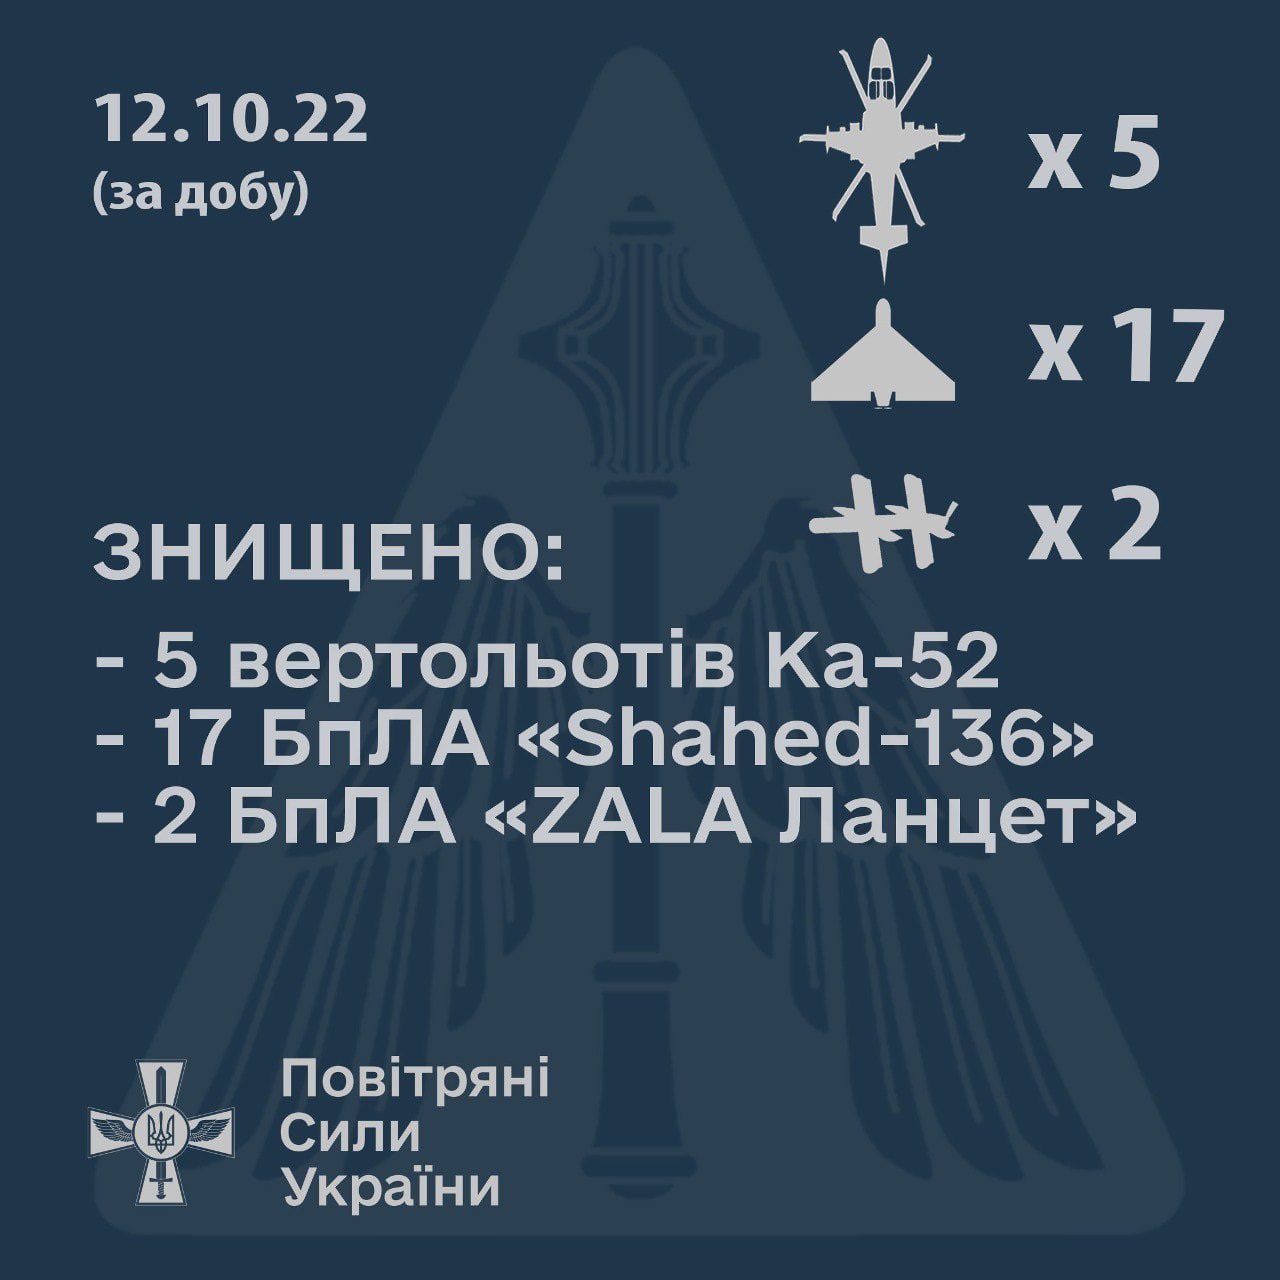 12.10.22
(за добу)
x 5
x 17
x 2
ЗНИЩЕНО:
- 5 вертольотів Ка-52
- 17 БпЛА «Shahed-136»
- 2 БпЛА «ZALA Ланцет»
Повітряні
Сили
України